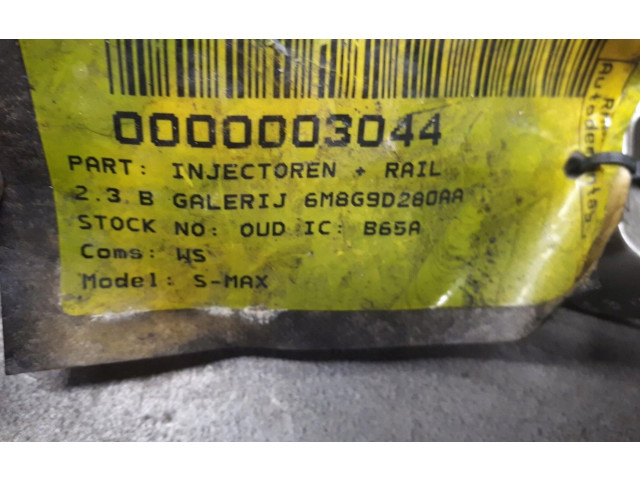 0000003044
PART: INJECTOREN + RAIL
2.3 B GALERIJ 6M8G9D280AA
STOCK NO: OUD IC: B65A
Coms: WS
Model: S-MAX